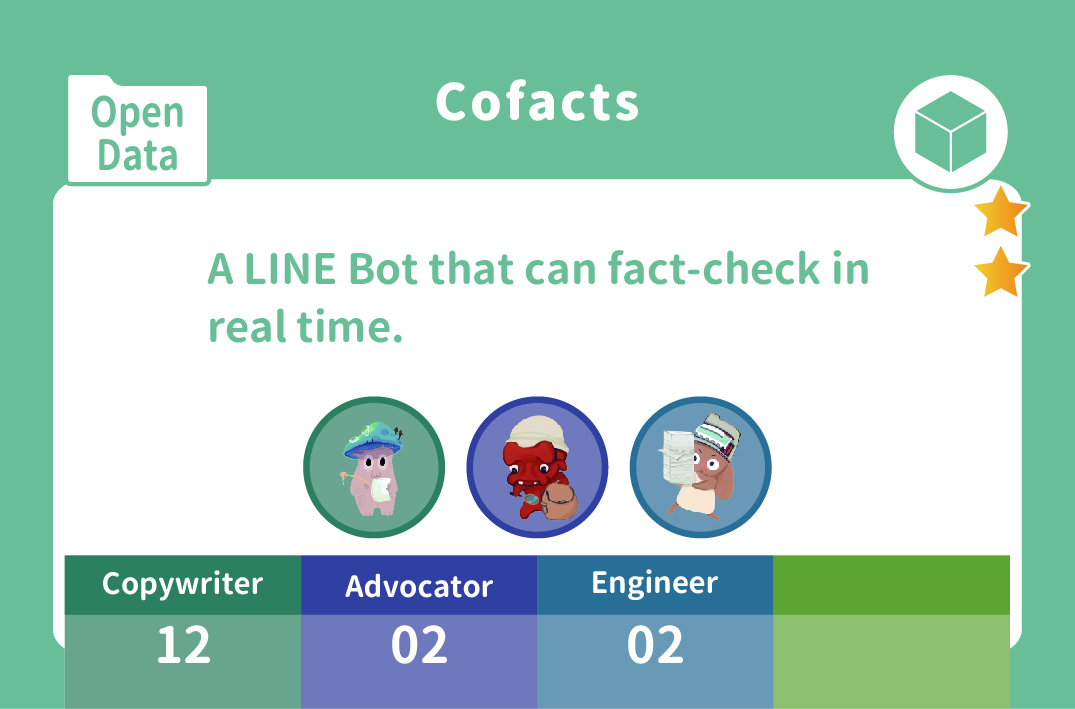 Open
Data
Cofacts
A LINE Bot that can fact-check in
real time.
Copywriter
Advocator
Engineer
12
02
02